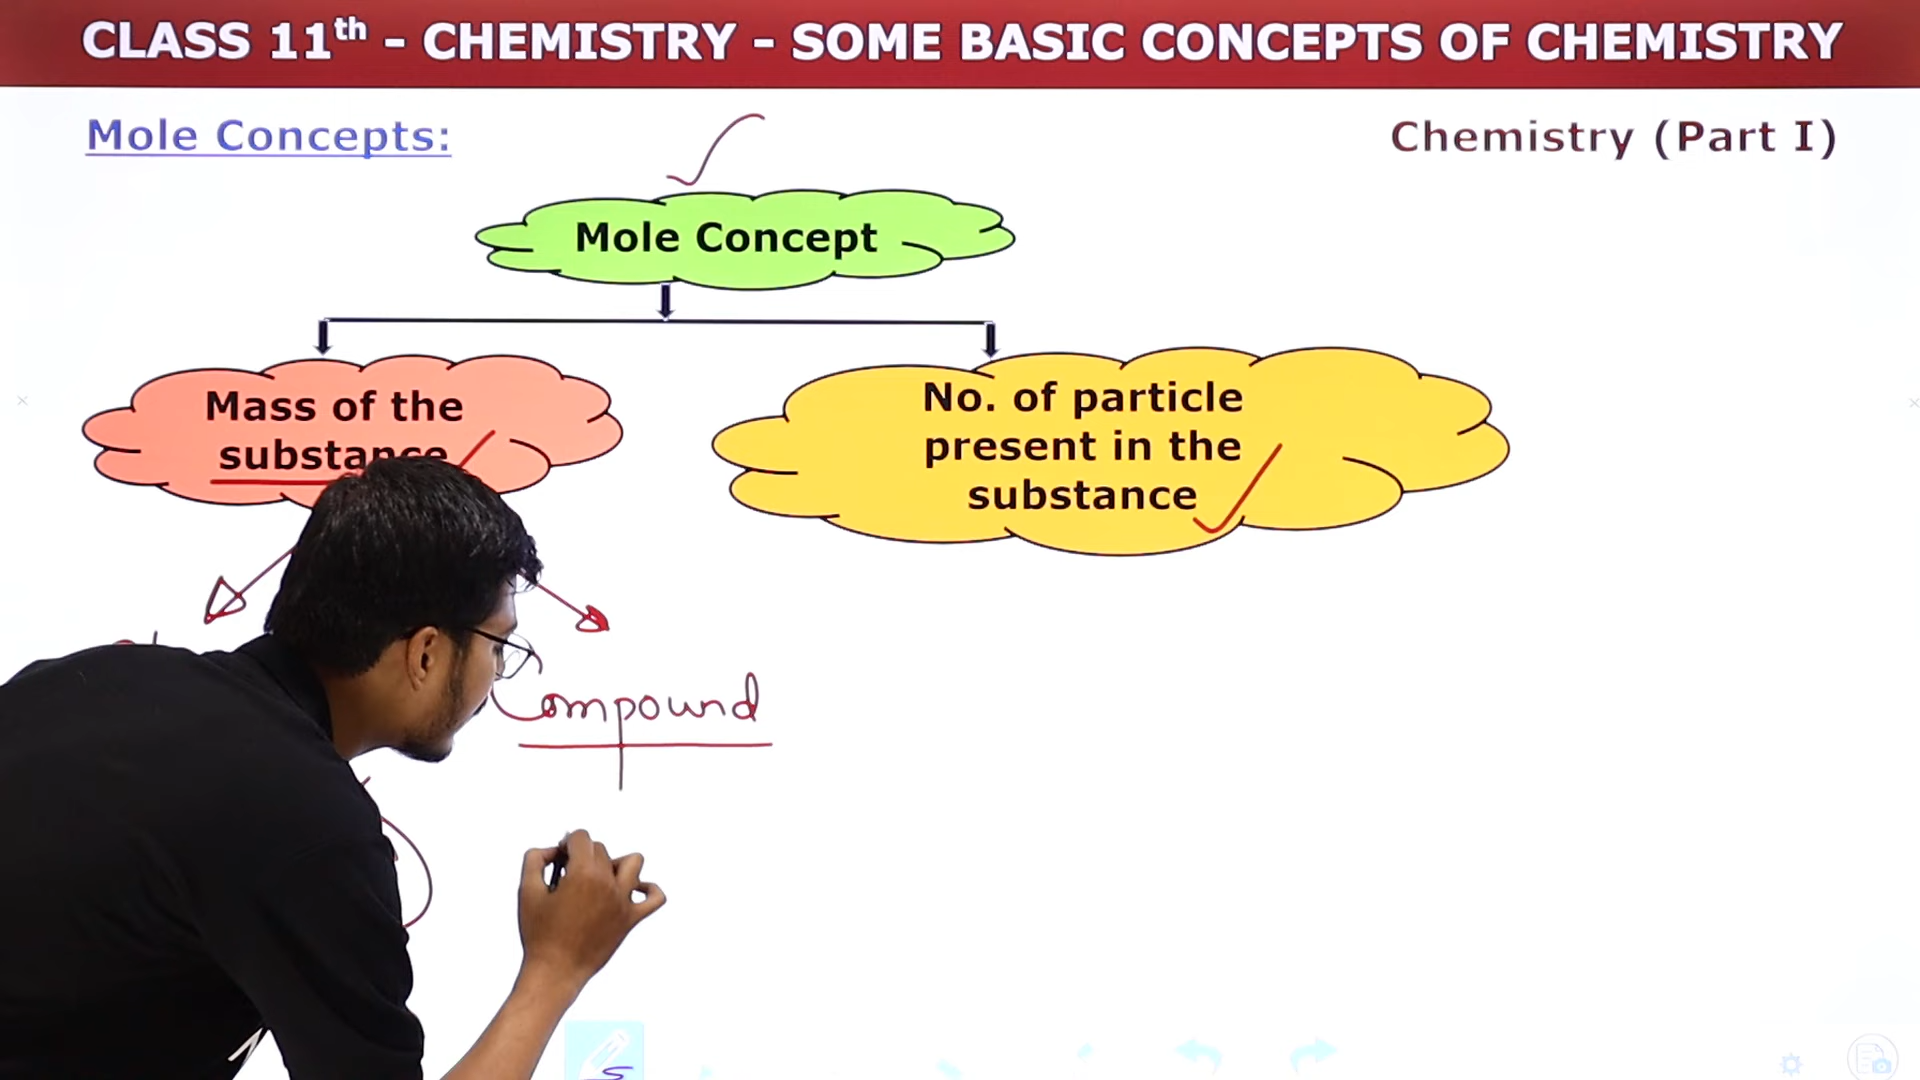 CLASS 11th - CHEMISTRY - SOME BASIC CONCEPTS OF CHEMISTRY
Mole Concepts:
Chemistry (Part I)
Mole Concept
Mass of the
substance
No. of particle
present in the
substance
Compound